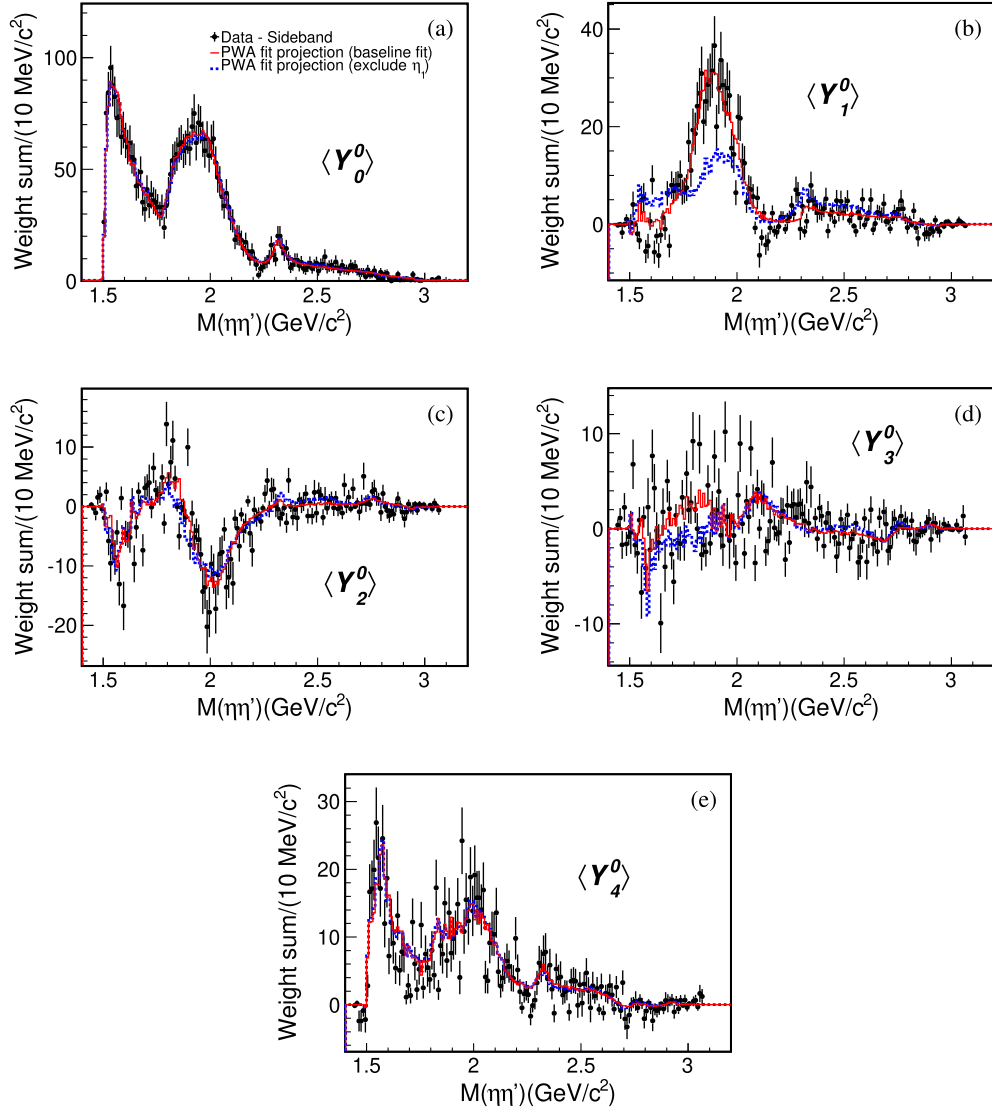 (a)
Data - Sideband
PWA fit projection (baseline fit)
PWA fit projection (exclude η₁)
⟨Y₀⁰⟩
Weight sum/(10 MeV/c²)
100
50
0
1.5 2 2.5 3
M(ηη')(GeV/c²)
(b)
⟨Y₁⁰⟩
Weight sum/(10 MeV/c²)
40
20
0
1.5 2 2.5 3
M(ηη')(GeV/c²)
(c)
⟨Y₂⁰⟩
Weight sum/(10 MeV/c²)
10
0
-10
-20
1.5 2 2.5 3
M(ηη')(GeV/c²)
(d)
⟨Y₃⁰⟩
Weight sum/(10 MeV/c²)
10
0
-10
1.5 2 2.5 3
M(ηη')(GeV/c²)
(e)
⟨Y₄⁰⟩
Weight sum/(10 MeV/c²)
30
20
10
0
1.5 2 2.5 3
M(ηη')(GeV/c²)